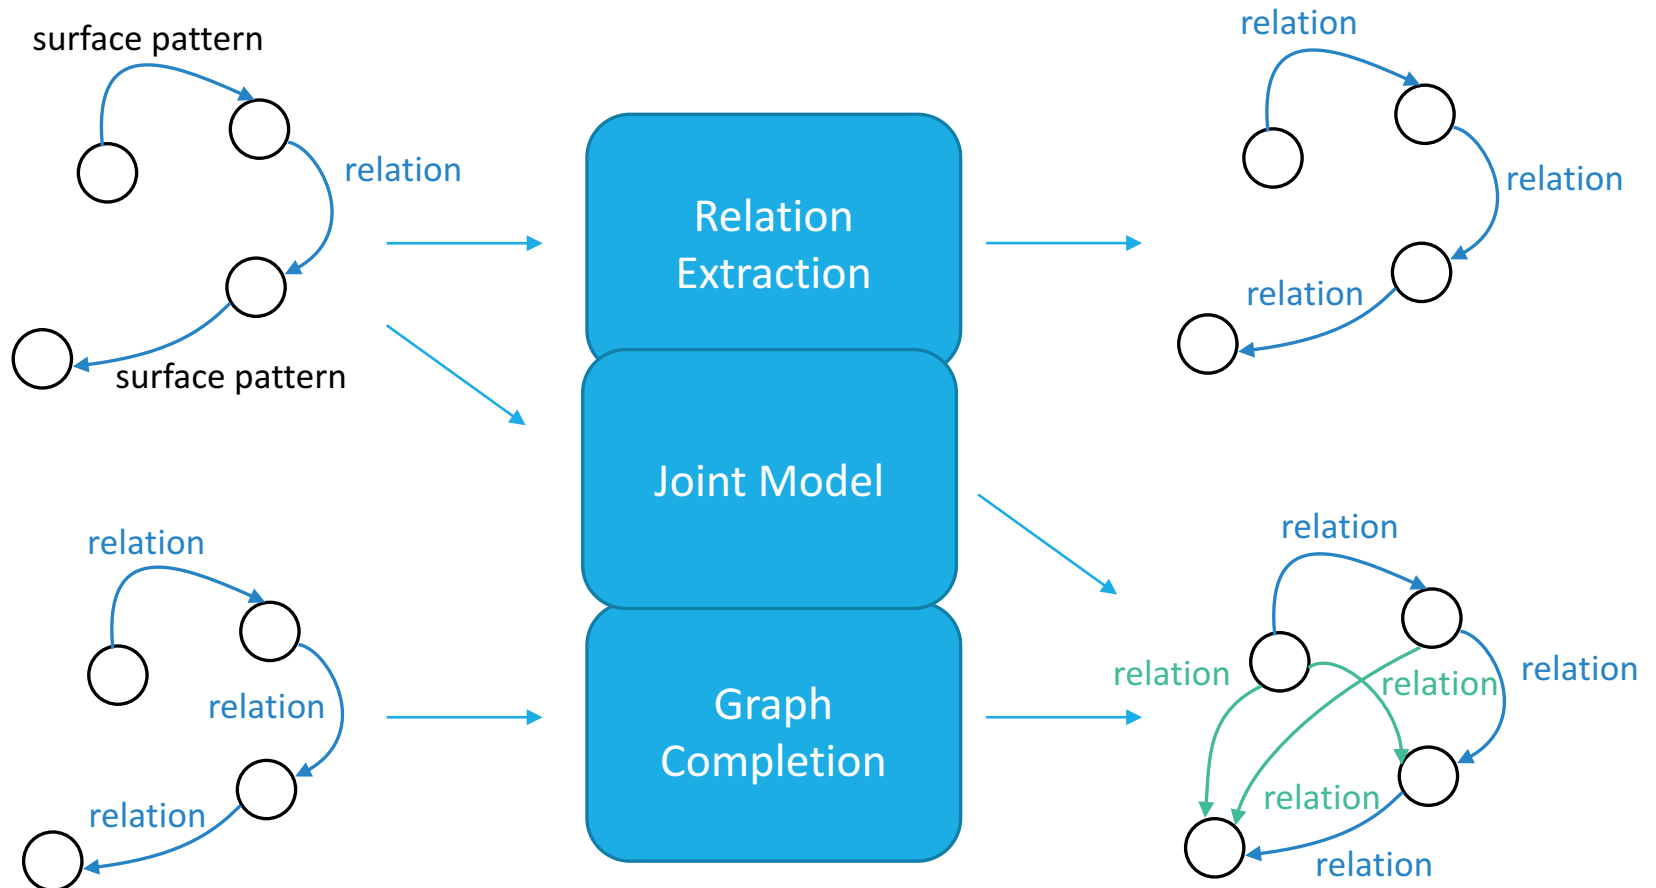 surface pattern
relation
surface pattern
relation
relation
relation
Relation
Extraction
Joint Model
Graph
Completion
relation
relation
relation
relation
relation
relation
relation
relation
relation